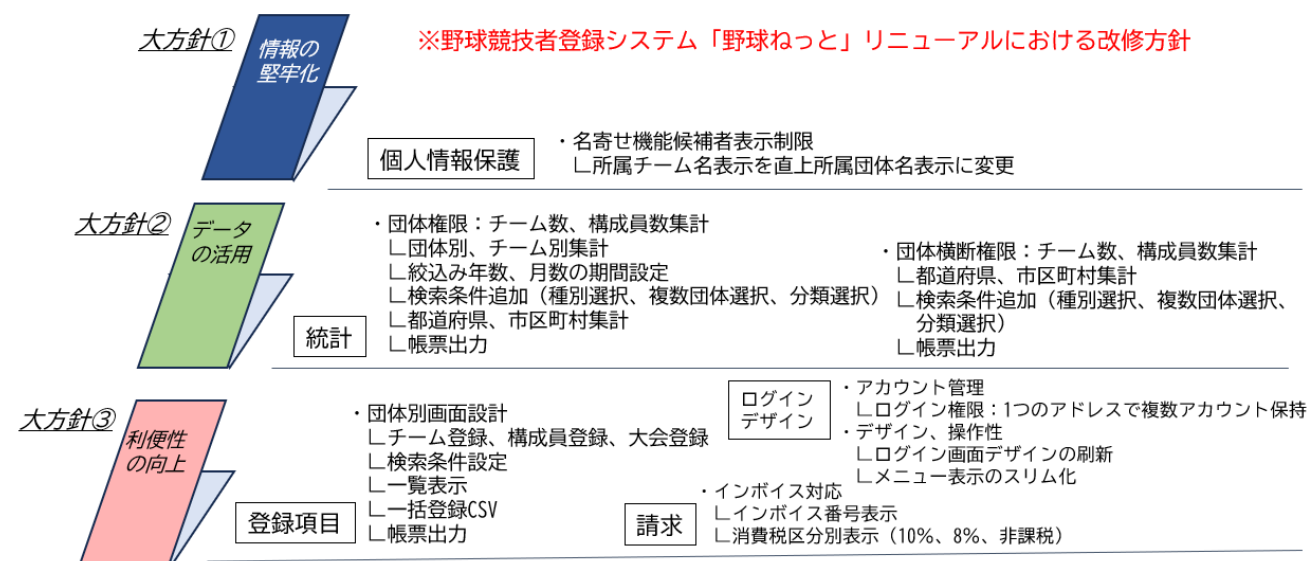 ※野球競技者登録システム「野球ねっと」リニューアルにおける改修方針
大方針①
情報の
堅牢化
個人情報保護
・名寄せ機能候補者表示制限
∟所属チーム名表示を直上所属団体名表示に変更
大方針②
データ
の活用
統計
・団体権限：チーム数、構成員数集計
∟団体別、チーム別集計
∟絞込み年数、月数の期間設定
∟検索条件追加（種別選択、複数団体選択、分類選択）
∟都道府県、市区町村集計
∟帳票出力
・団体横断権限：チーム数、構成員数集計
∟都道府県、市区町村集計
∟検索条件追加（種別選択、複数団体選択、
分類選択）
∟帳票出力
大方針③
利便性
の向上
登録項目
・団体別画面設計
∟チーム登録、構成員登録、大会登録
∟検索条件設定
∟一覧表示
∟一括登録CSV
∟帳票出力
ログイン
デザイン
・アカウント管理
∟ログイン権限：1つのアドレスで複数アカウント保持
・デザイン、操作性
∟ログイン画面デザインの刷新
∟メニュー表示のスリム化
請求
・インボイス対応
∟インボイス番号表示
∟消費税区分別表示（10%、8%、非課税）